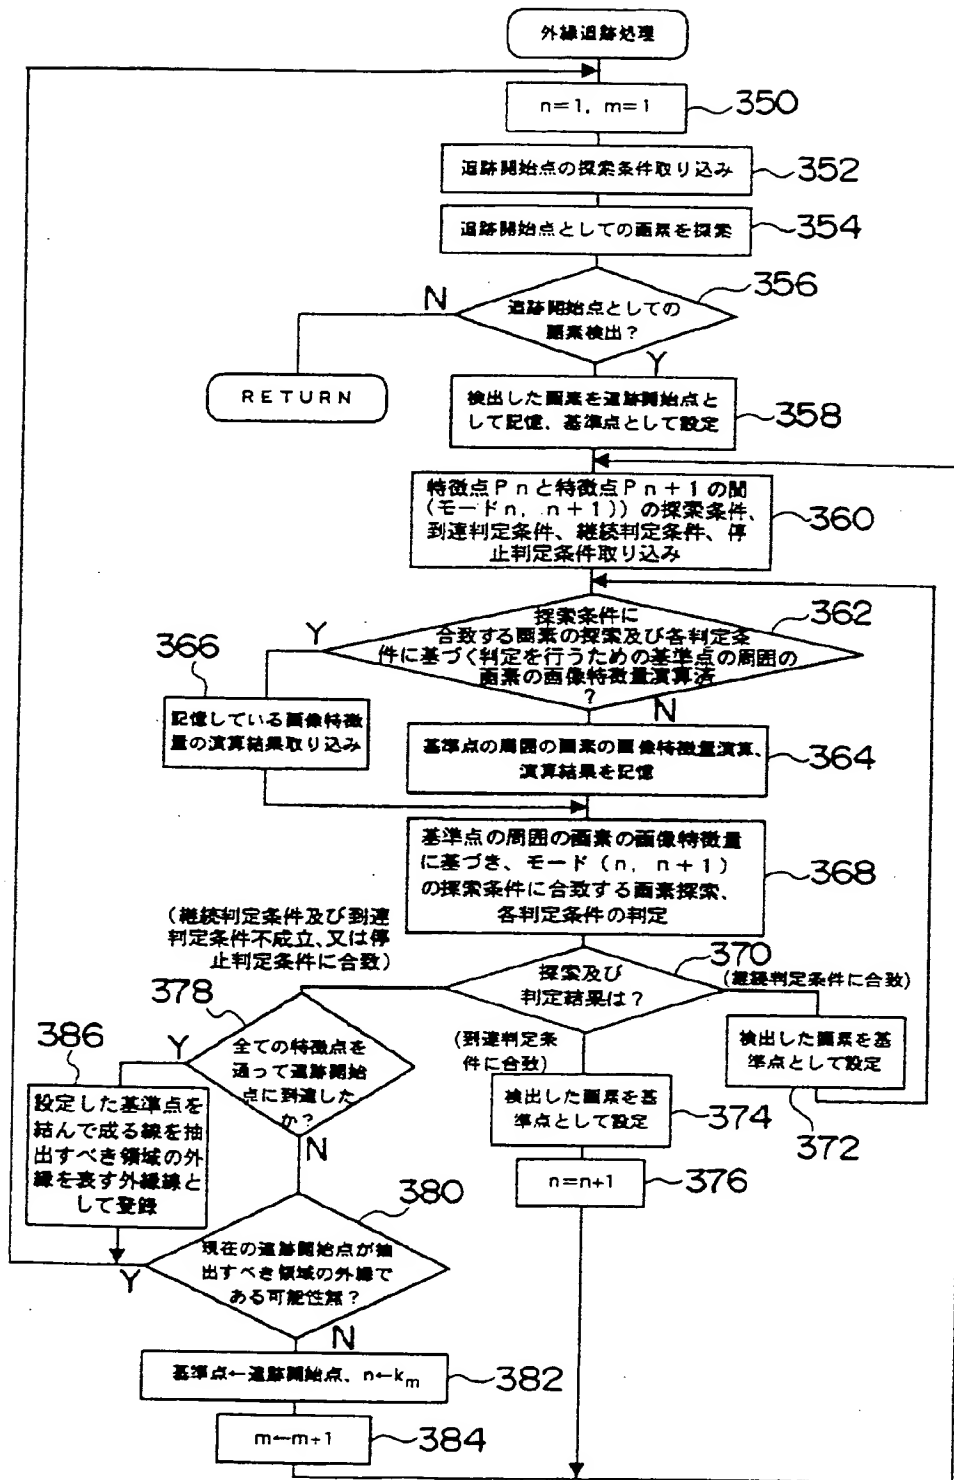 外縁追跡処理
n=1, m=1
350
追跡開始点の探索条件取り込み
352
追跡開始点としての画素を探索
354
356
N
追跡開始点としての
画素検出?
Y
RETURN
検出した画素を追跡開始点と
して記憶、基準点として設定
358
特徴点Pnと特徴点Pn+1の間
(モードn, n+1))の探索条件、
到達判定条件、継続判定条件、停
止判定条件取り込み
360
362
探索条件に
合致する画素の探索及び各判定条
件に基づく判定を行うための基準点の周囲の
画素の画像特徴量演算済
?
Y
N
366
記憶している画像特徴
量の演算結果取り込み
基準点の周囲の画素の画像特徴量演算、
演算結果を記憶
364
基準点の周囲の画素の画像特徴量
に基づき、モード(n, n+1)
の探索条件に合致する画素探索、
各判定条件の判定
368
(継続判定条件及び到達
判定条件不成立、又は停
止判定条件に合致)
370
探索及び
判定結果は?
(継続判定条件に合致)
378
全ての特徴点を
通って追跡開始
点に到達した
か?
Y
N
(到達判定条
件に合致)
検出した画素を基
準点として設定
372
検出した画素を基
準点として設定
374
n=n+1
376
386
設定した基準点を
結んで成る線を抽
出すべき領域の外
縁を表す外縁線と
して登録
380
現在の追跡開始点が抽
出すべき領域の外縁で
ある可能性無?
Y
N
基準点←追跡開始点、n←km
382
m←m+1
384